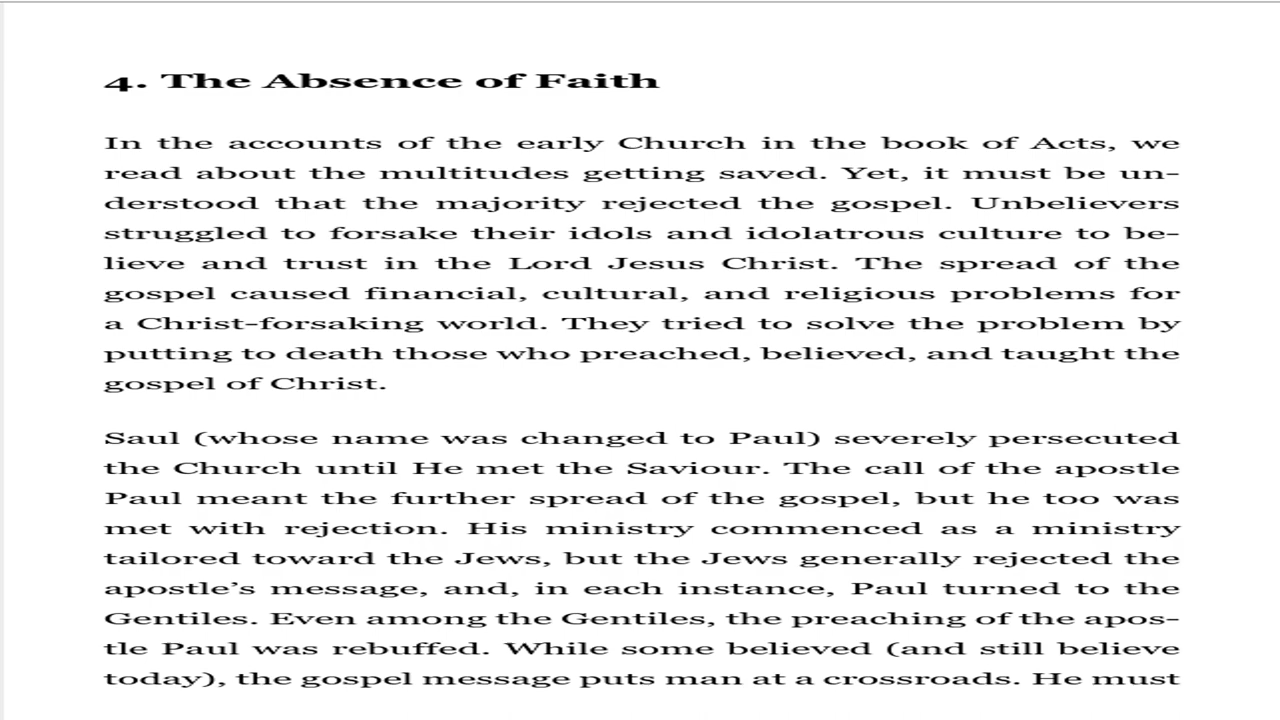 4. The Absence of Faith
In the accounts of the early Church in the book of Acts, we
read about the multitudes getting saved. Yet, it must be un-
derstood that the majority rejected the gospel. Unbelievers
struggled to forsake their idols and idolatrous culture to be-
lieve and trust in the Lord Jesus Christ. The spread of the
gospel caused financial, cultural, and religious problems for
a Christ-forsaking world. They tried to solve the problem by
putting to death those who preached, believed, and taught the
gospel of Christ.
Saul (whose name was changed to Paul) severely persecuted
the Church until He met the Saviour. The call of the apostle
Paul meant the further spread of the gospel, but he too was
met with rejection. His ministry commenced as a ministry
tailored toward the Jews, but the Jews generally rejected the
apostle’s message, and, in each instance, Paul turned to the
Gentiles. Even among the Gentiles, the preaching of the apos-
tle Paul was rebuffed. While some believed (and still believe
today), the gospel message puts man at a crossroads. He must